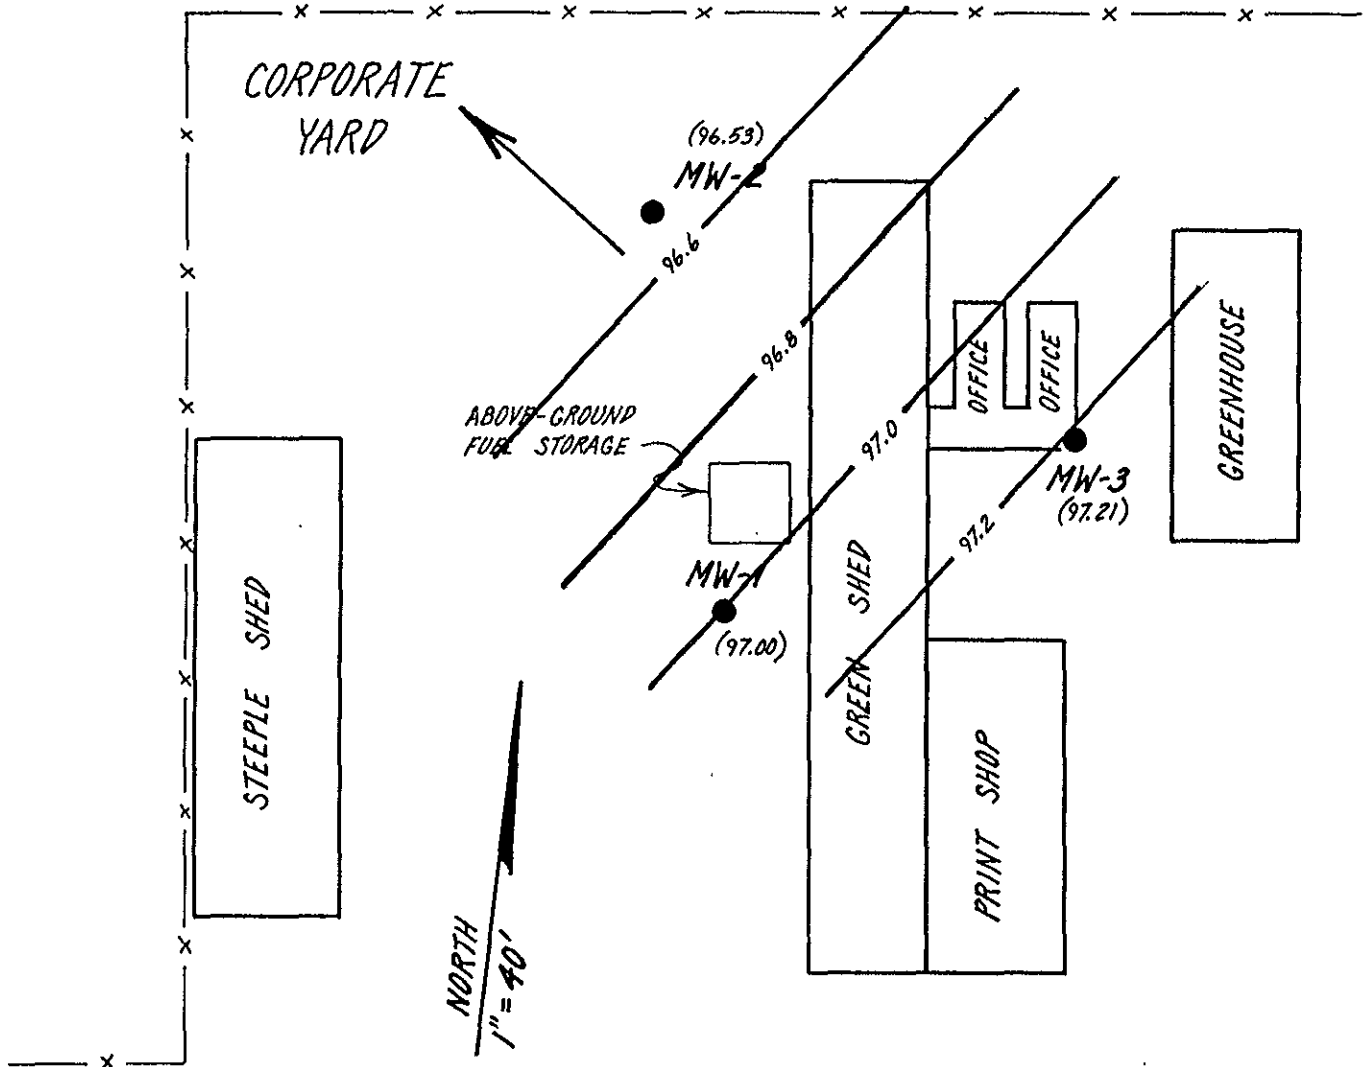 CORPORATE
YARD
(96.53)
MW-2
96.6
96.8
ABOVE-GROUND
FUEL STORAGE
97.0
OFFICE
OFFICE
GREENHOUSE
MW-3
(97.21)
97.2
MW-1
(97.00)
GREEN SHED
STEEPLE SHED
PRINT SHOP
NORTH
1"=40'